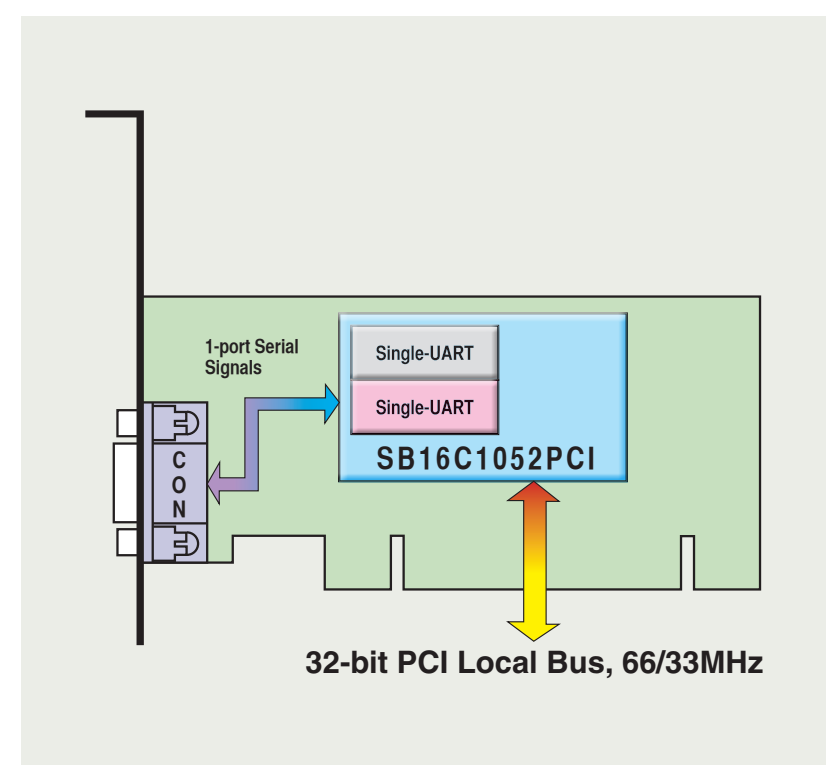 1-port Serial
Signals
Single-UART
Single-UART
SB16C1052PCI
C
O
N
32-bit PCI Local Bus, 66/33MHz